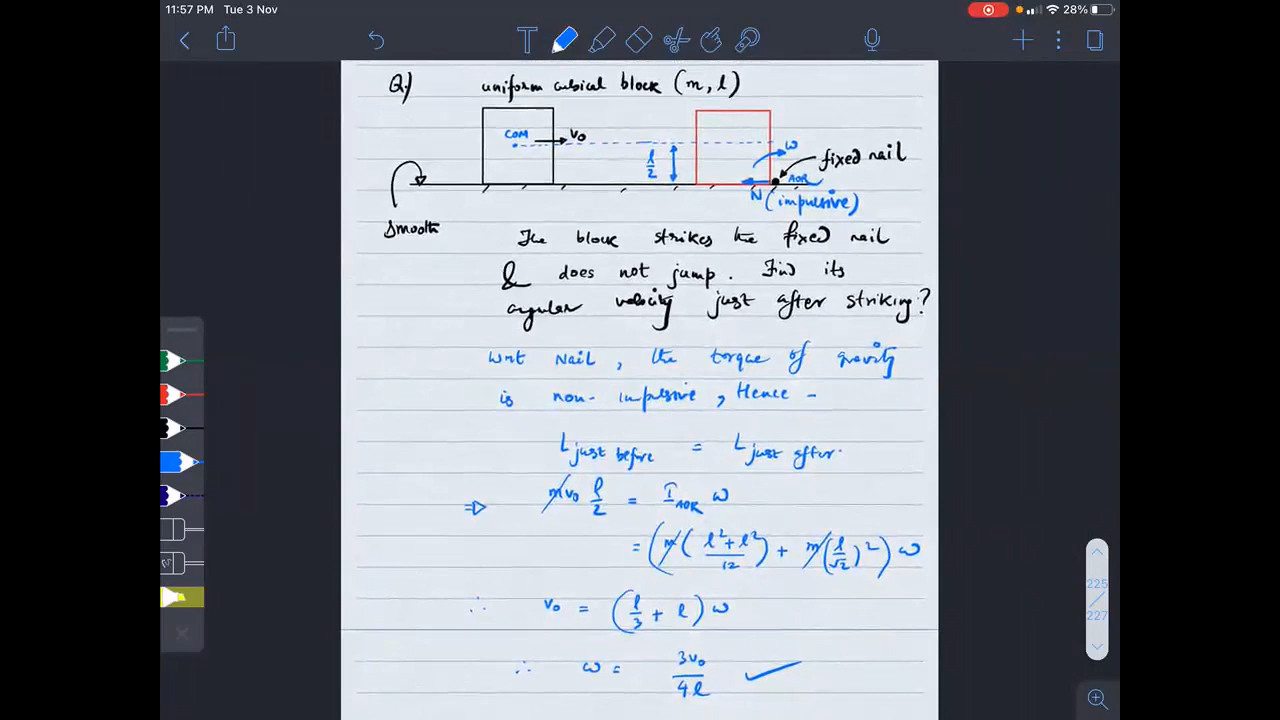 11:57 PM Tue 3 Nov
28%
Q.) uniform cubical block (m, l)
COM
v₀
l/2
ω
fixed nail
AOR
N (impulsive)
Smooth
The block strikes the fixed nail
& does not jump. Find its
angular velocity just after striking?
wrt Nail, the torque of gravity
is non-impulsive, Hence -
L just before = L just after.
⇒ mv₀ l/2 = I_AOR ω
= (m((l²+l²)/12) + m(l/√2)²) ω
∴ v₀ = (l/3 + l) ω
∴ ω = 3v₀/4l ✓
225
227